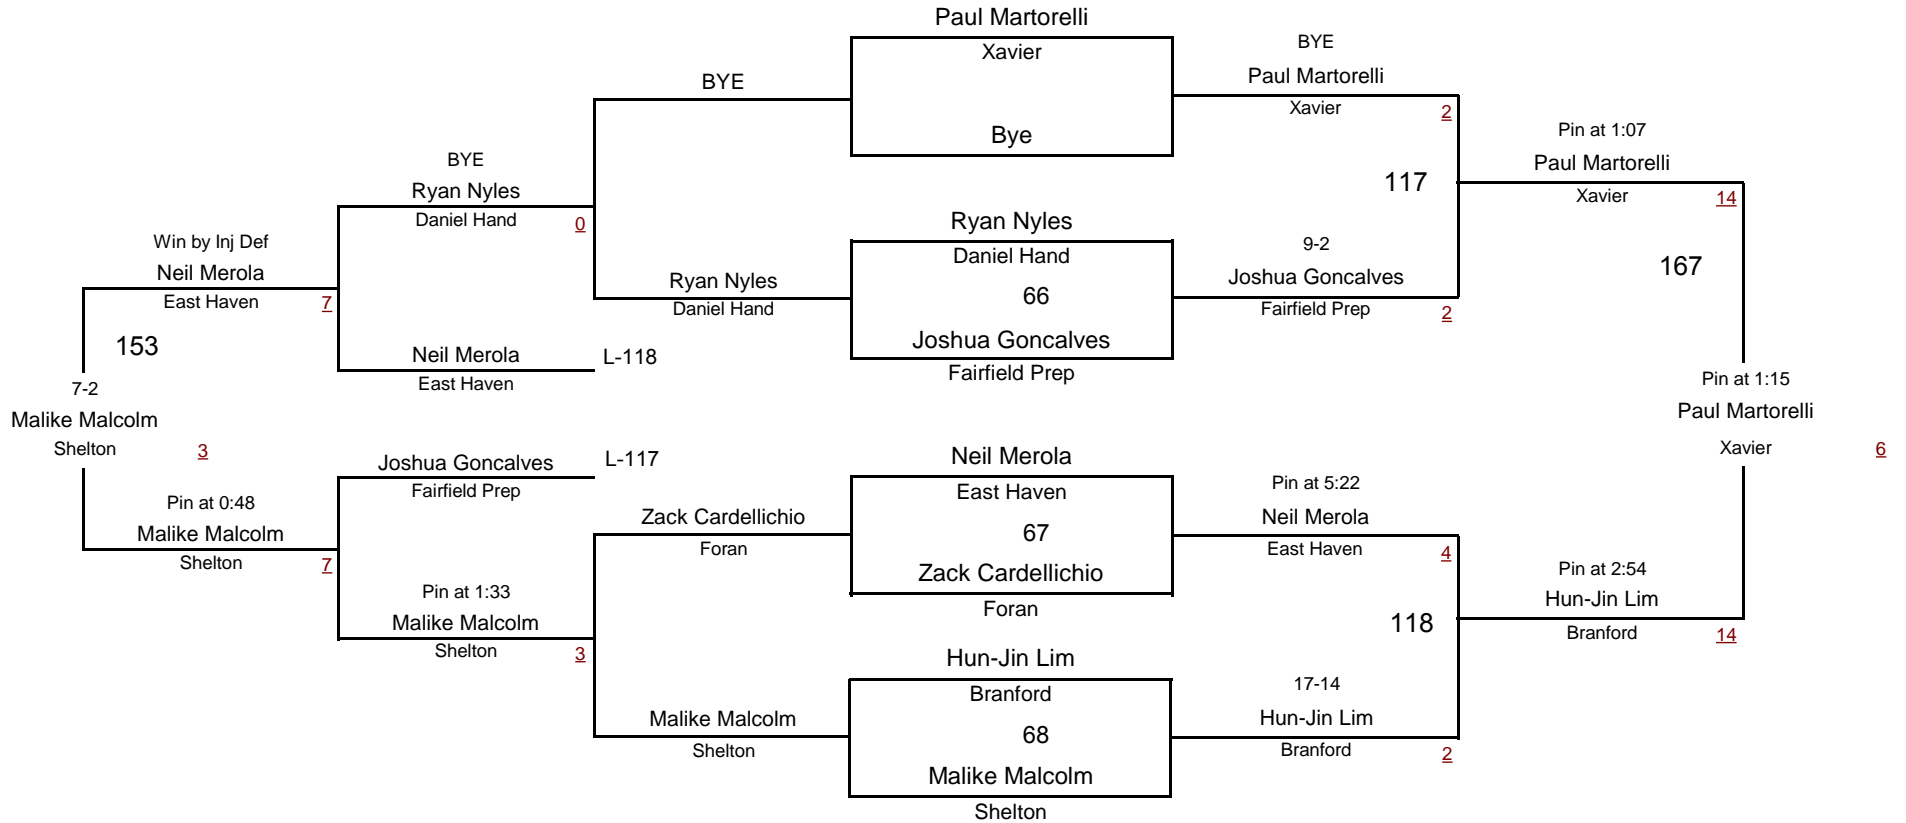 Paul Martorelli
Xavier
Bye
BYE
Paul Martorelli
Xavier
2
BYE
BYE
Ryan Nyles
Daniel Hand
0
Pin at 1:07
Paul Martorelli
Xavier
14
117
Ryan Nyles
Daniel Hand
66
Joshua Goncalves
Fairfield Prep
9-2
Joshua Goncalves
Fairfield Prep
2
Ryan Nyles
Daniel Hand
Win by Inj Def
Neil Merola
East Haven
7
167
153
Neil Merola
East Haven
L-118
7-2
Malike Malcolm
Shelton
3
Pin at 1:15
Paul Martorelli
Xavier
6
Joshua Goncalves
Fairfield Prep
L-117
Neil Merola
East Haven
67
Zack Cardellichio
Foran
Pin at 5:22
Neil Merola
East Haven
4
Zack Cardellichio
Foran
Pin at 0:48
Malike Malcolm
Shelton
7
Pin at 1:33
Malike Malcolm
Shelton
3
118
Pin at 2:54
Hun-Jin Lim
Branford
14
Hun-Jin Lim
Branford
68
Malike Malcolm
Shelton
17-14
Hun-Jin Lim
Branford
2
Malike Malcolm
Shelton